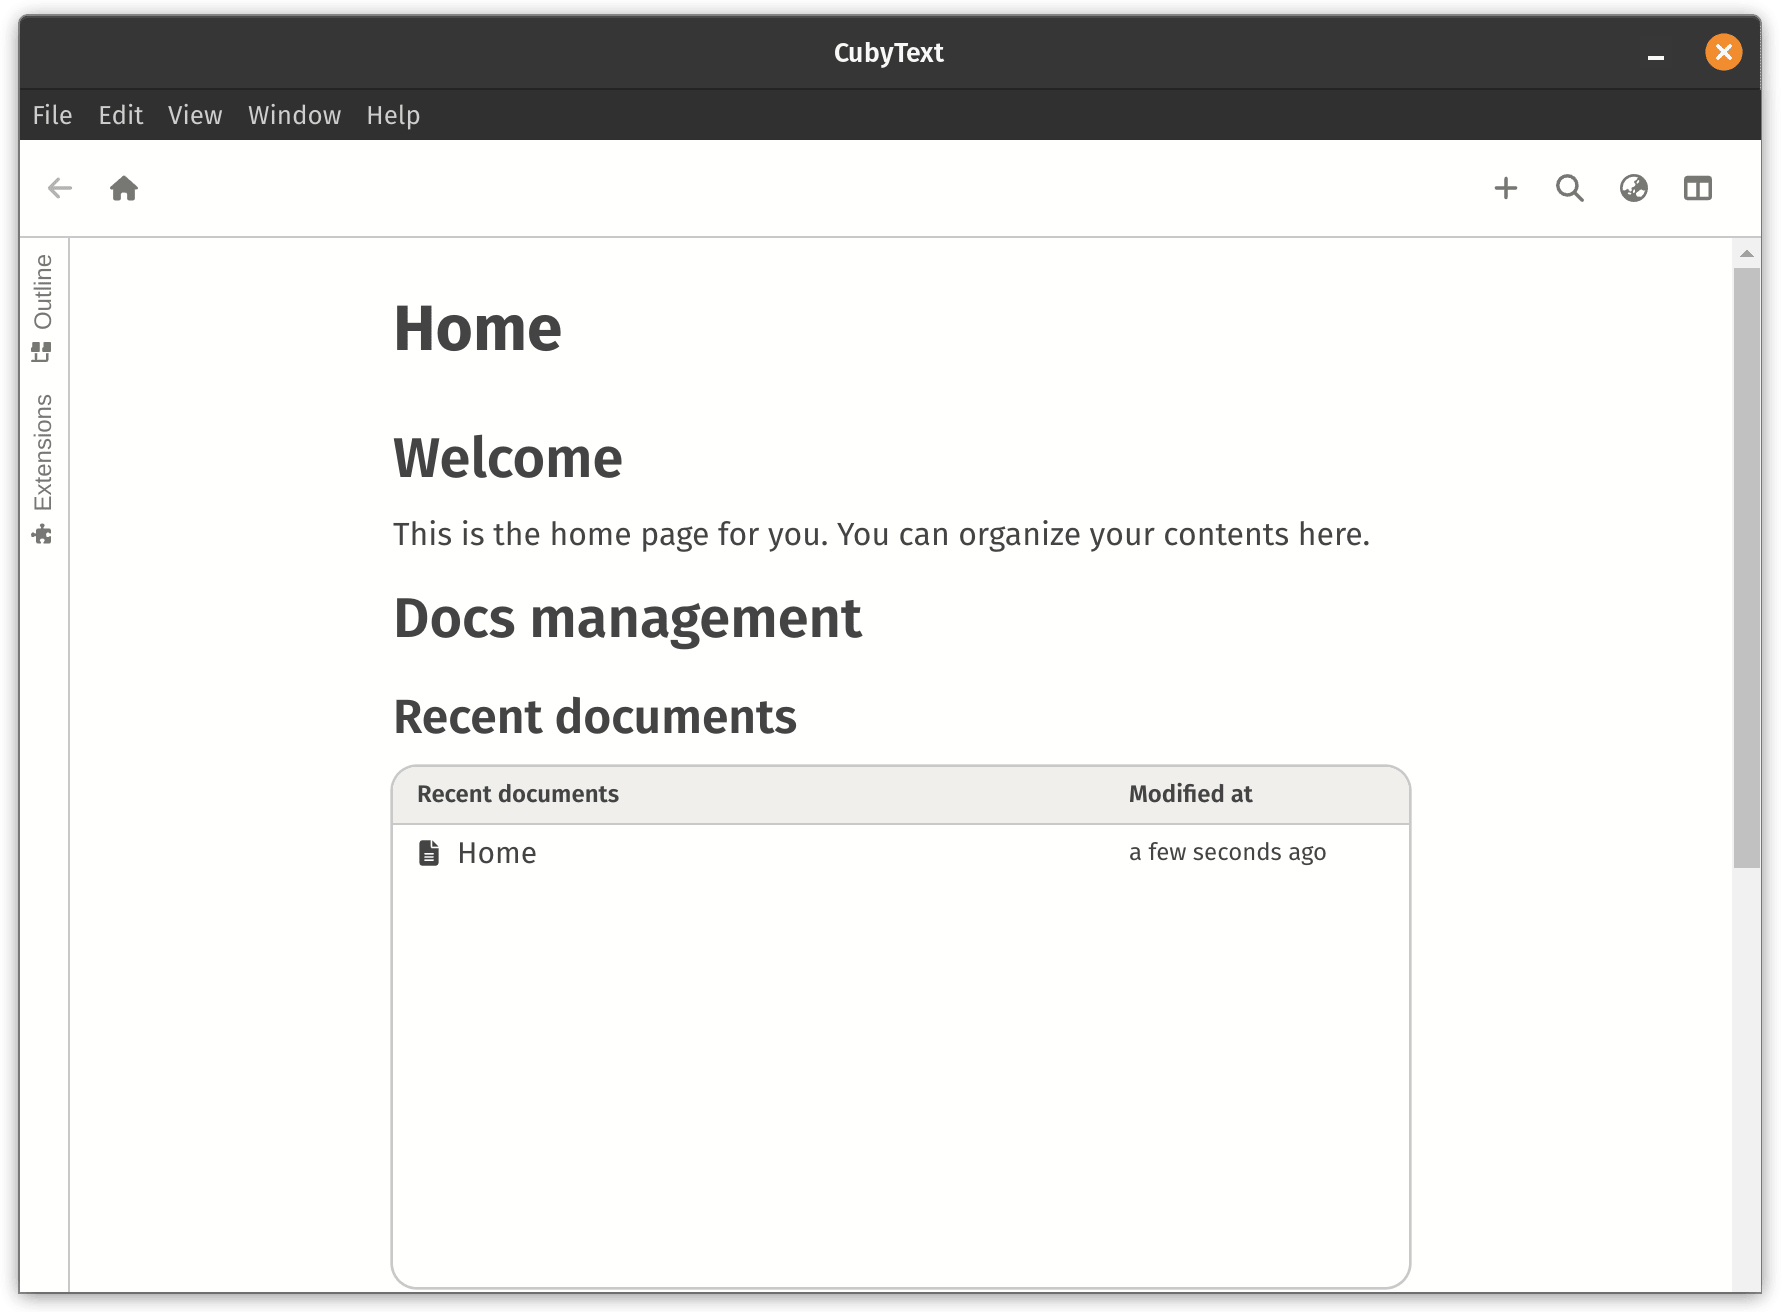 CubyText
File Edit View Window Help
Outline
Extensions
Home
Welcome
This is the home page for you. You can organize your contents here.
Docs management
Recent documents
Recent documents Modified at
Home a few seconds ago